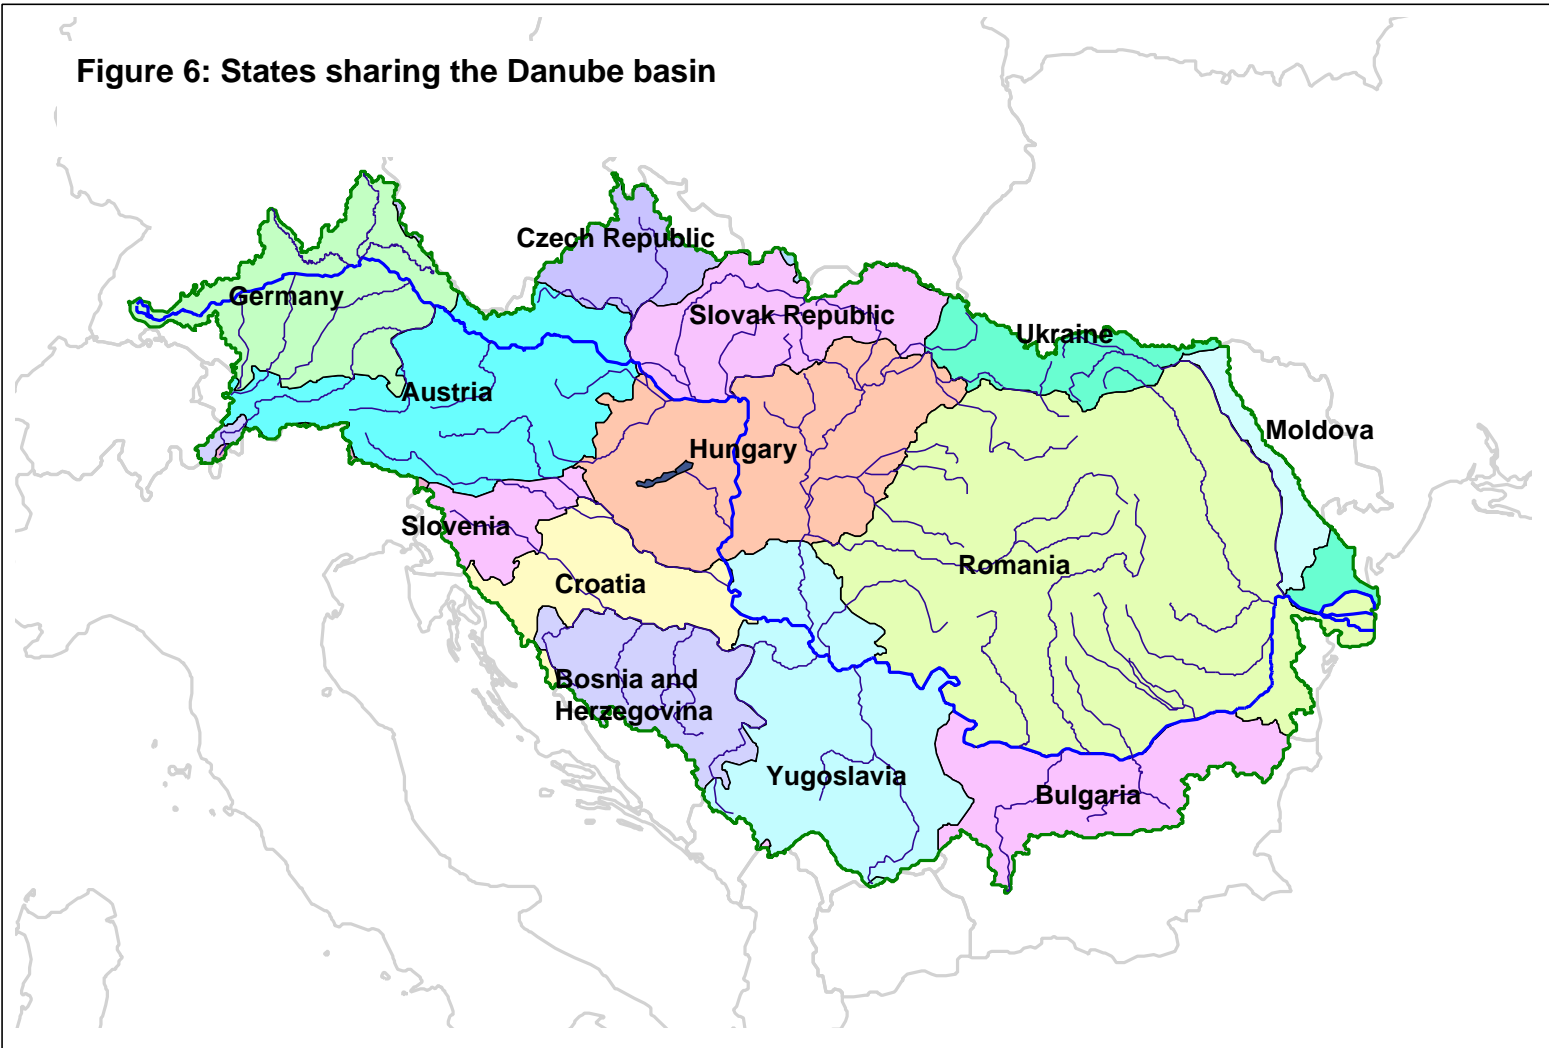 Figure 6: States sharing the Danube basin
Czech Republic
Germany
Slovak Republic
Ukraine
Austria
Moldova
Hungary
Slovenia
Romania
Croatia
Bosnia and
Herzegovina
Yugoslavia
Bulgaria